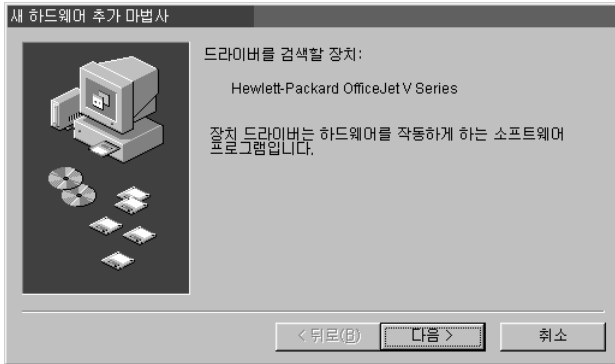 새 하드웨어 추가 마법사
드라이버를 검색할 장치:
Hewlett-Packard OfficeJet V Series
장치 드라이버는 하드웨어를 작동하게 하는 소프트웨어
프로그램입니다.
< 뒤로(B)
다음 >
취소